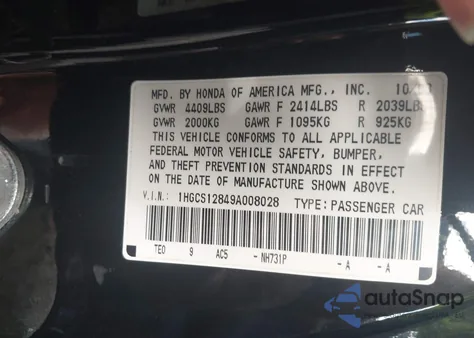 MFD. BY HONDA OF AMERICA MFG., INC. 10/
GVWR 4409LBS GAWR F 2414LBS R 2039LBS
GVWR 2000KG GAWR F 1095KG R 925KG
THIS VEHICLE CONFORMS TO ALL APPLICABLE
FEDERAL MOTOR VEHICLE SAFETY, BUMPER,
AND THEFT PREVENTION STANDARDS IN EFFECT
ON THE DATE OF MANUFACTURE SHOWN ABOVE.
V.I.N.: 1HGCS12849A008028 TYPE: PASSENGER CAR
TE0 9 AC5 -NH731P -A -A
autoSnap